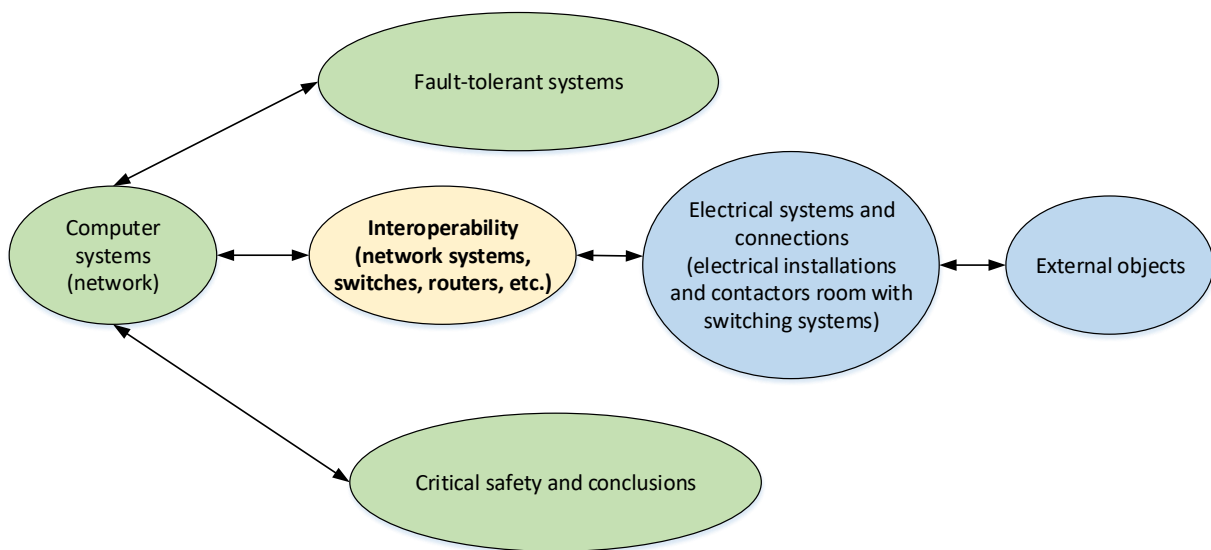 Fault-tolerant systems
Computer
systems
(network)
Interoperability
(network systems,
switches, routers, etc.)
Electrical systems and
connections
(electrical installations
and contactors room with
switching systems)
External objects
Critical safety and conclusions